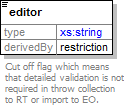 editor
type xs:string
derivedBy restriction
Cut off flag which means
that detailed validation is not
required in throw collection
to RT or import to EO.